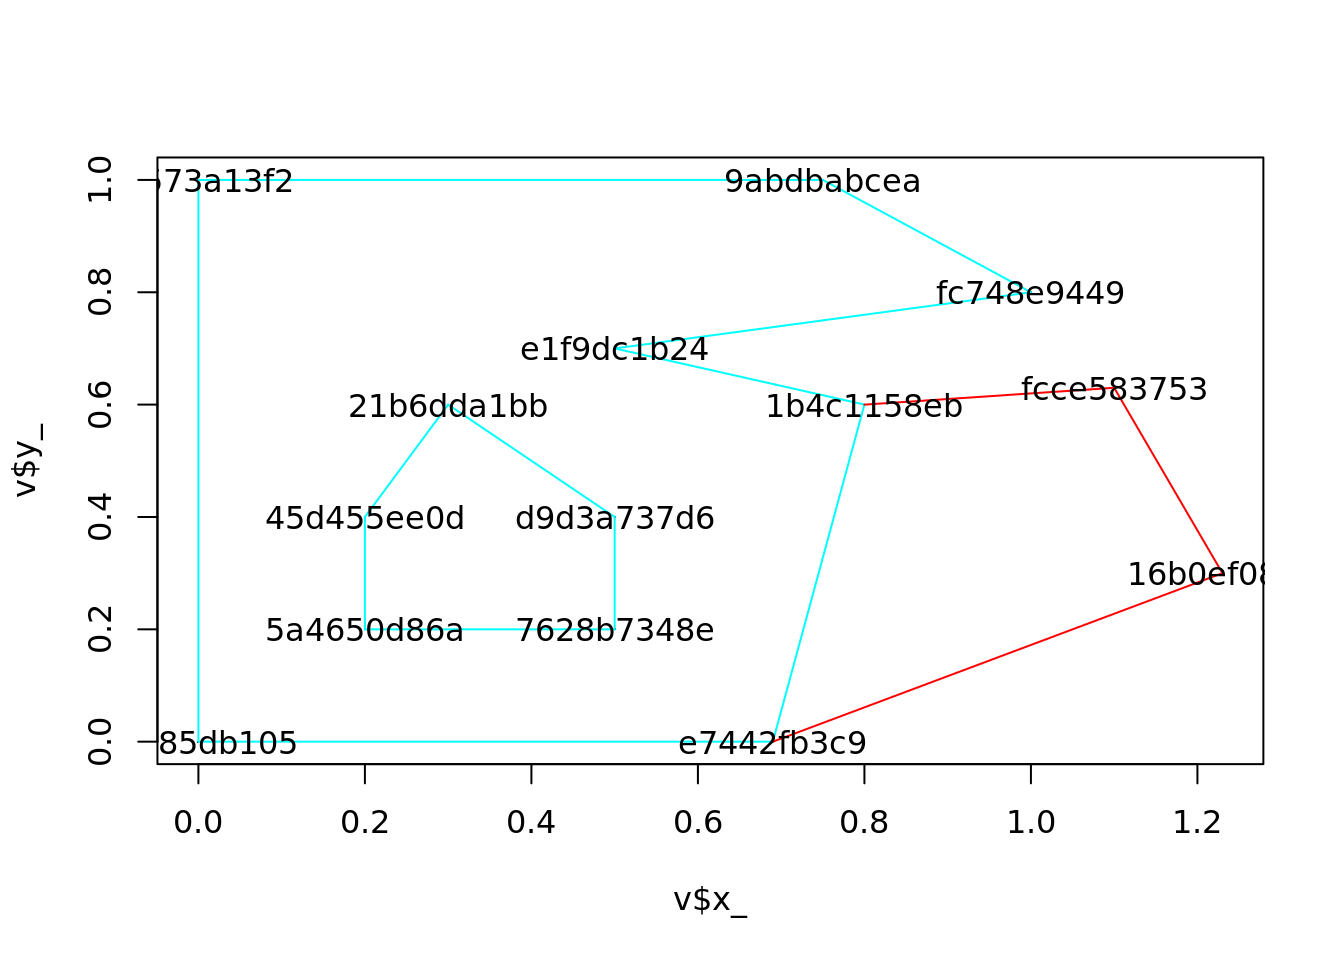 1.0
73a13f2
9abdbabcea
0.8
fc748e9449
e1f9dc1b24
0.6
21b6dda1bb
1b4c1158eb
fcce583753
v$y_
0.4
45d455ee0d
d9d3a737d6
16b0ef08
0.2
5a4650d86a
7628b7348e
0.0
85db105
e7442fb3c9
0.0 0.2 0.4 0.6 0.8 1.0 1.2
v$x_